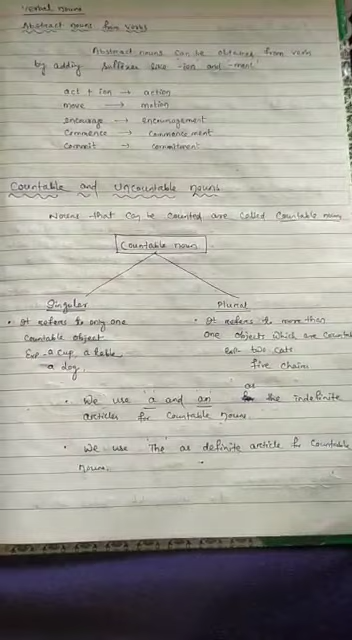 Verbal nouns
Abstract nouns from verbs
Abstract nouns can be obtained from verb
by adding suffixes like -ion and -ment'
act + ion → action
move → motion
encourage → encouragement
Commence → Commencement
Commit → Commitment
Countable and Uncountable nouns
Nouns that can be counted are called Countable noun
Countable noun
Singular Plural
• It refers to only one • It refers to more than
Countable object one objects which are Countable
Exp - a cup, a table two cats
a dog, five chairs
as
• We use 'a' and an the indefinite
articles for Countable nouns.
• We use 'The' as definite article for Countable
nouns.